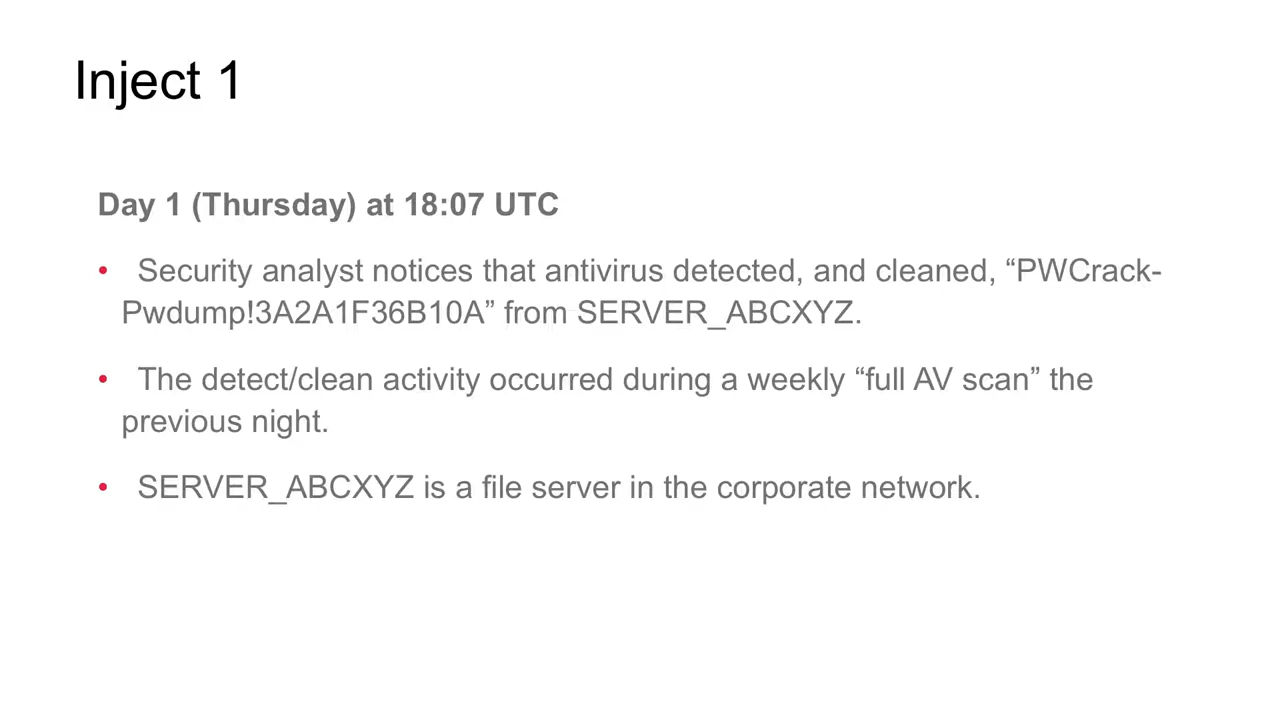 Inject 1
Day 1 (Thursday) at 18:07 UTC
• Security analyst notices that antivirus detected, and cleaned, “PWCrack-
Pwdump!3A2A1F36B10A” from SERVER_ABCXYZ.
• The detect/clean activity occurred during a weekly “full AV scan” the
previous night.
• SERVER_ABCXYZ is a file server in the corporate network.